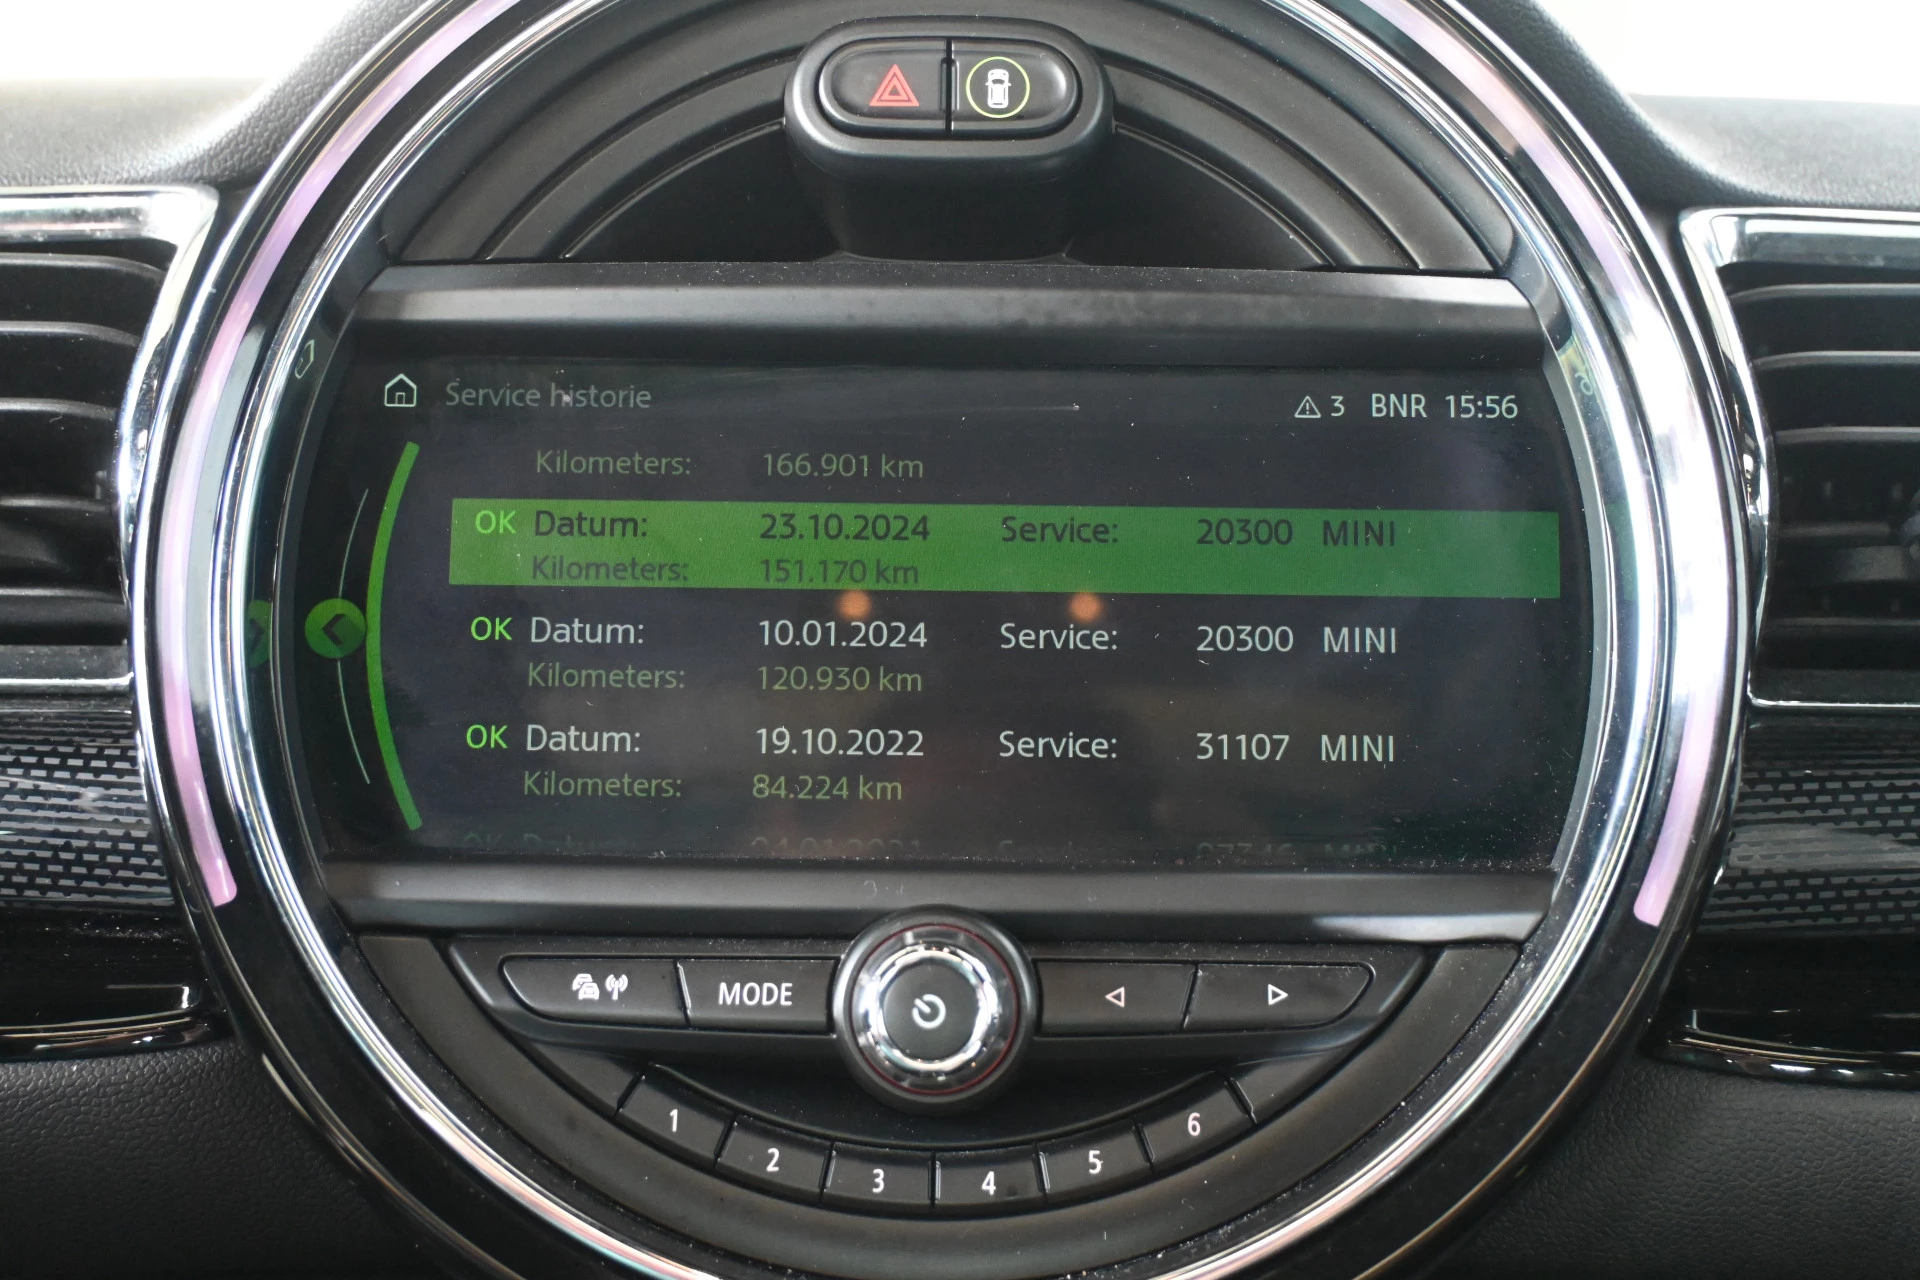 Service historie
3 BNR 15:56
Kilometers: 166.901 km
OK Datum: 23.10.2024 Service: 20300 MINI
Kilometers: 151.170 km
OK Datum: 10.01.2024 Service: 20300 MINI
Kilometers: 120.930 km
OK Datum: 19.10.2022 Service: 31107 MINI
Kilometers: 84.224 km
MODE
1 2 3 4 5 6